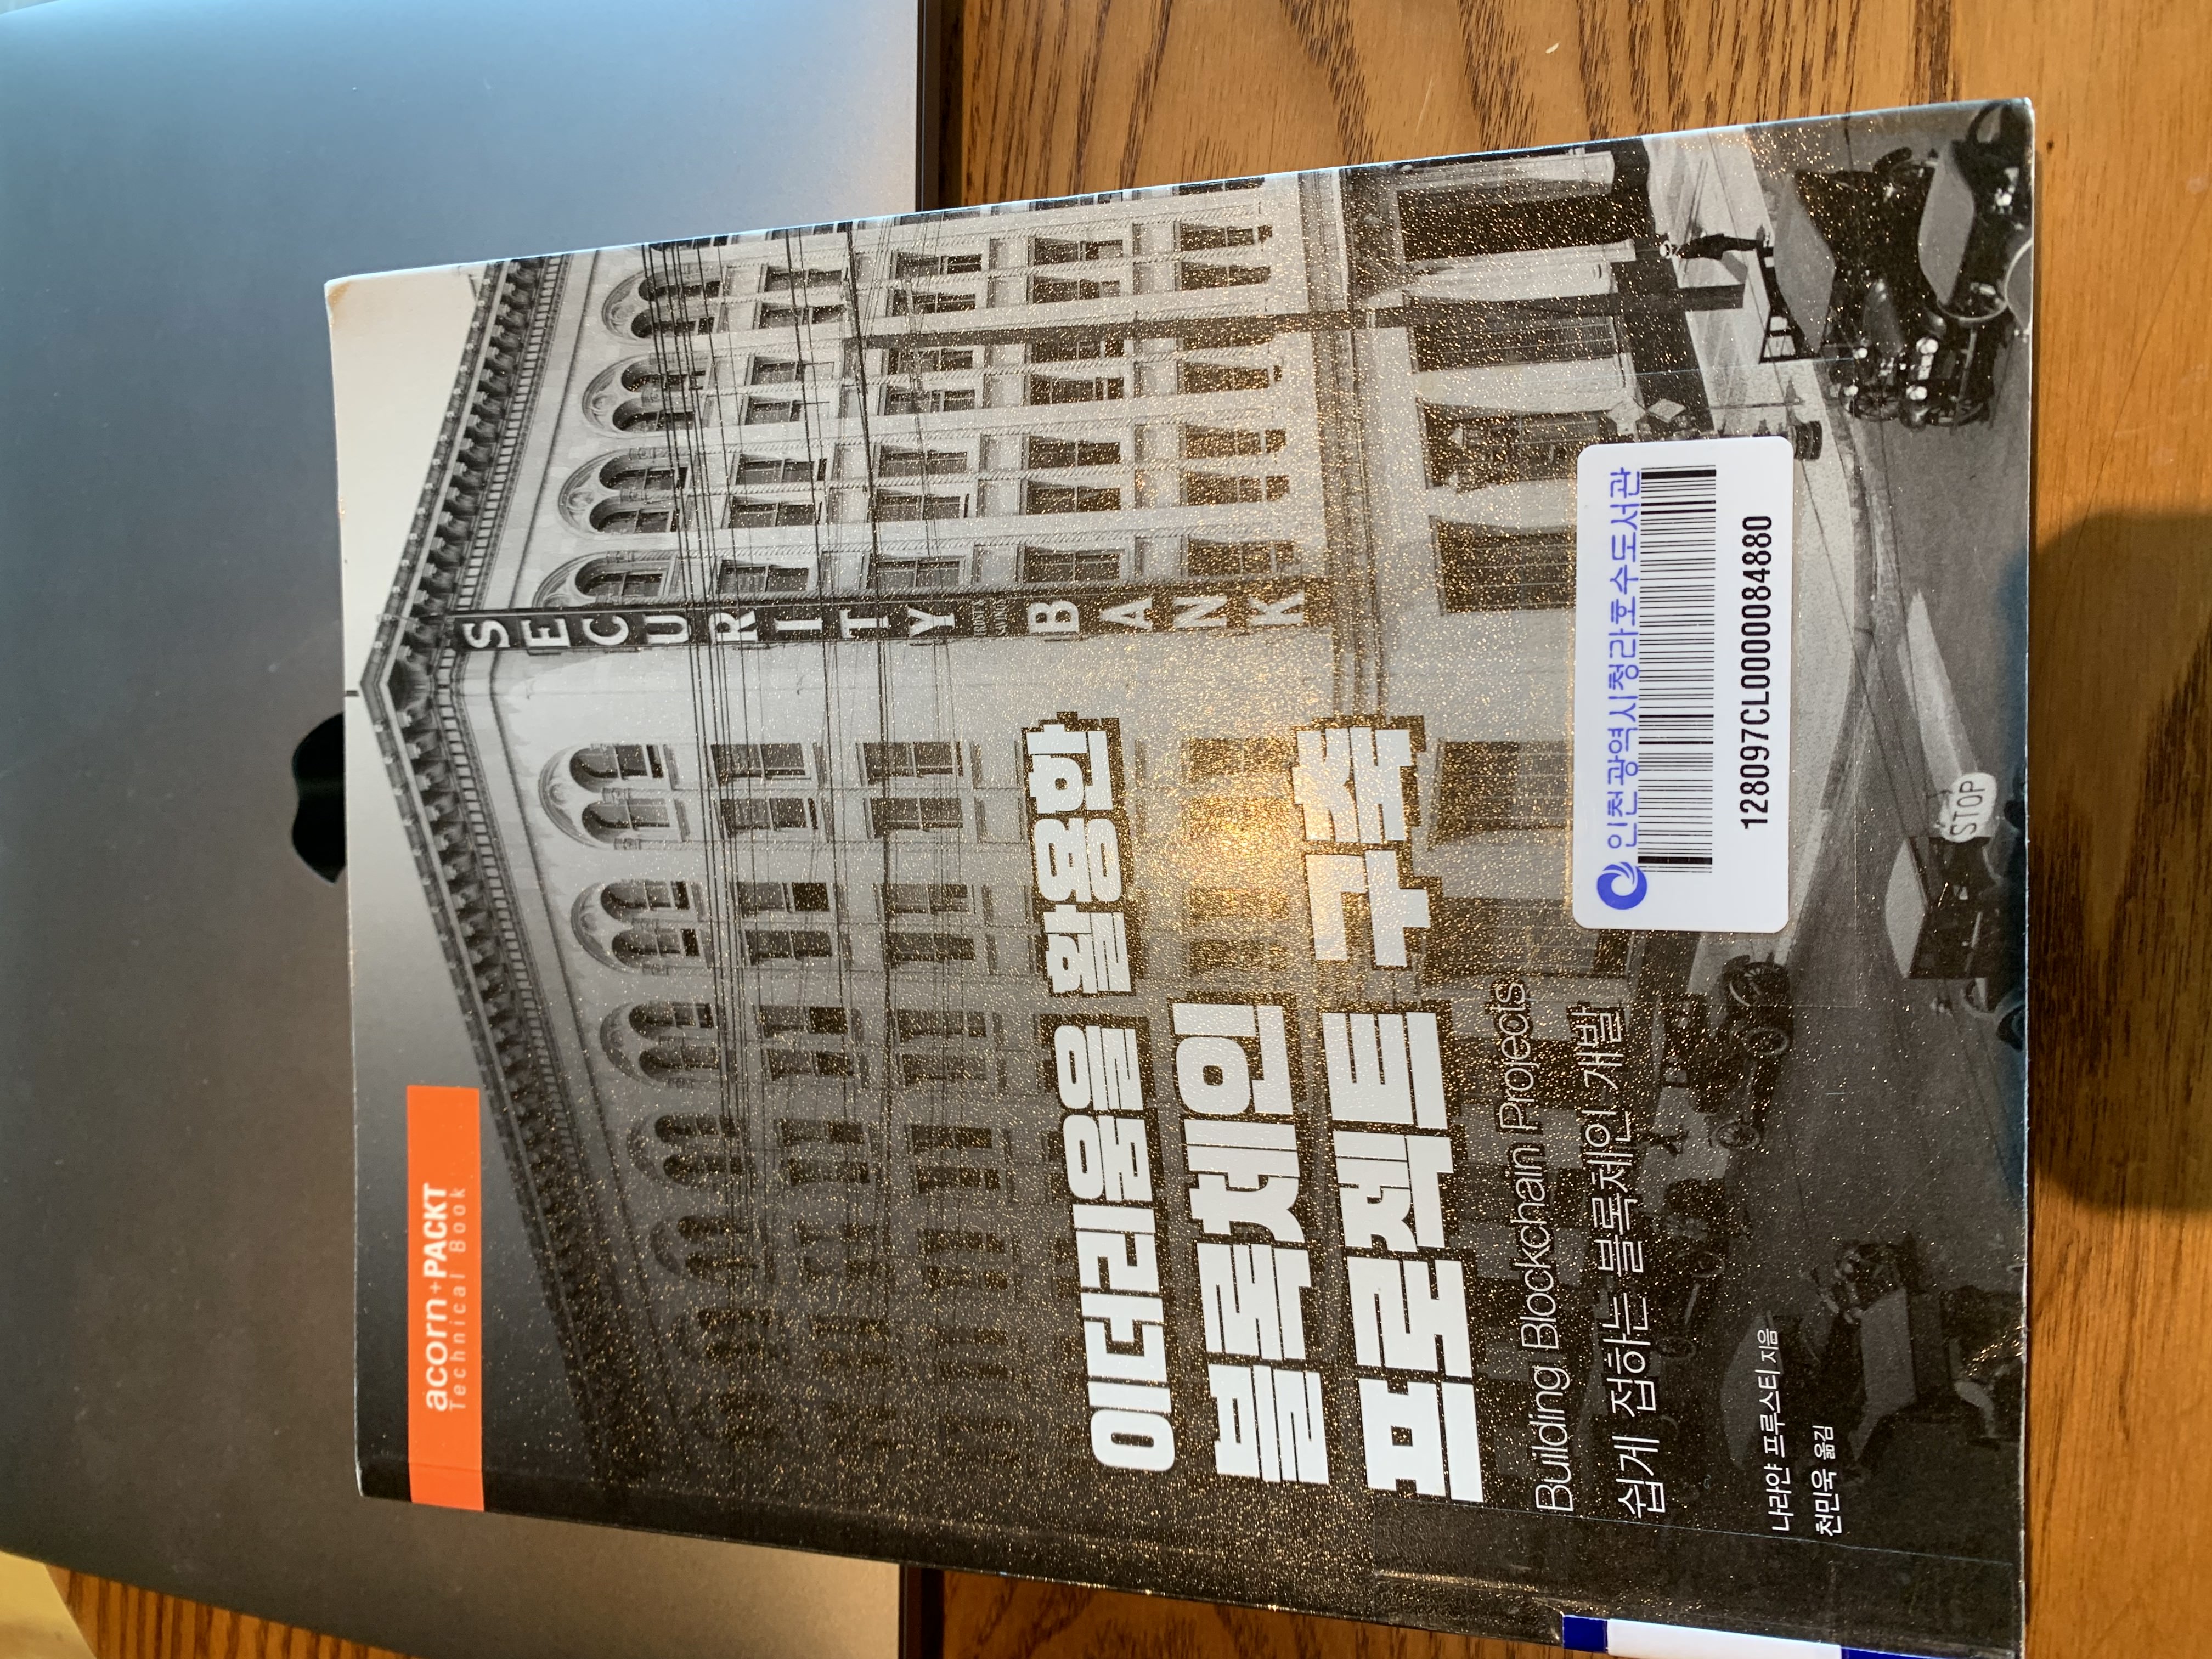 acorn+PACKT
Technical Book
SECURITY
TRUST &
SAVINGS
BANK
이더리움을 활용한
블록체인
프로젝트 구축
Building Blockchain Projects
쉽게 접하는 블록체인 개발
인천광역시청라호수도서관
128097CL0000084880
나라얀 프루스티 지음
천민욱 옮김
STOP